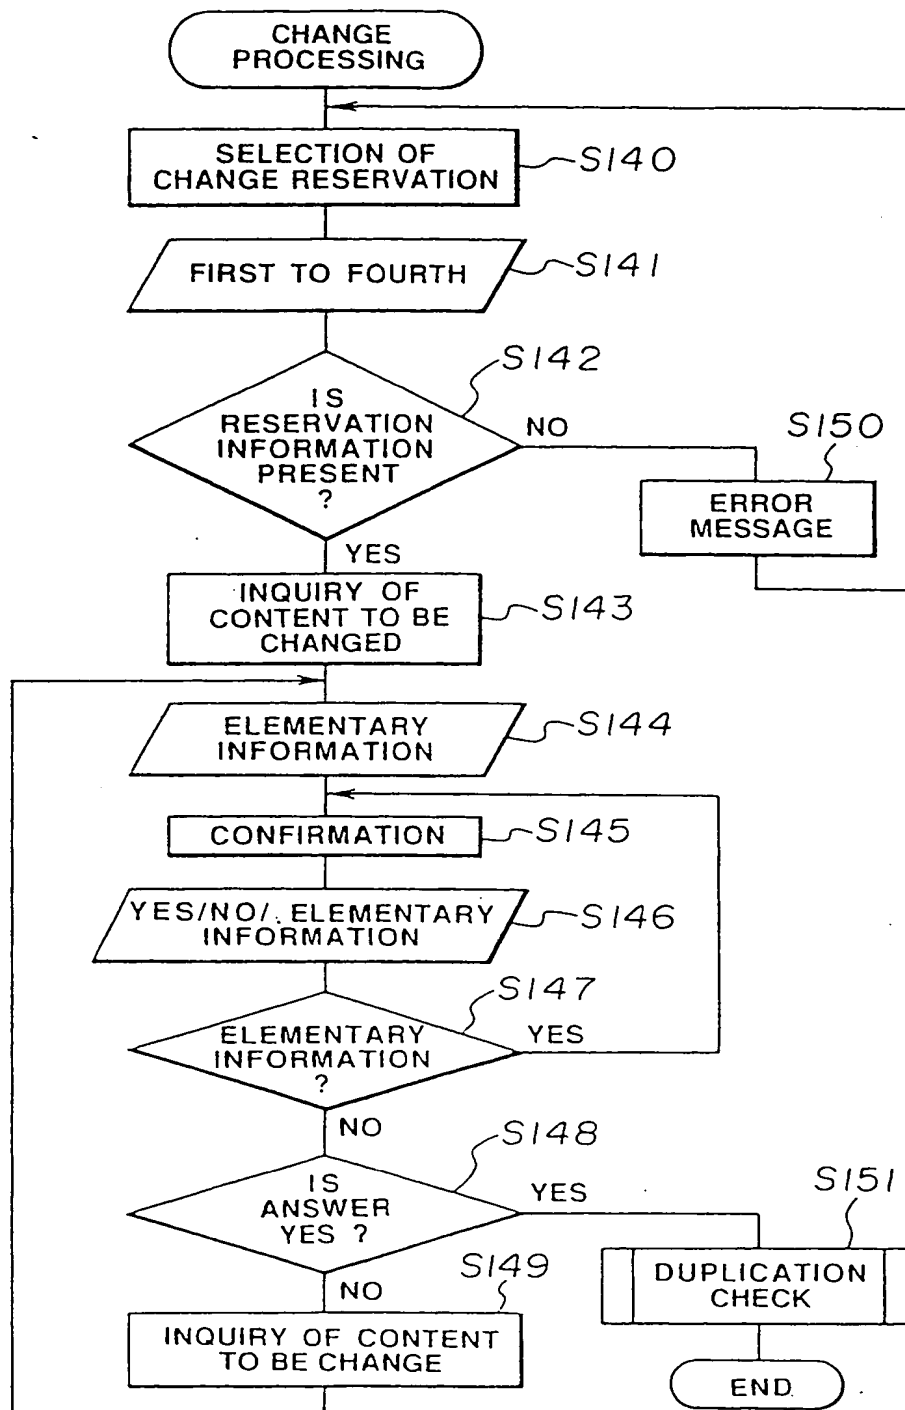 CHANGE
PROCESSING
SELECTION OF
CHANGE RESERVATION
S140
FIRST TO FOURTH
S141
S142
IS
RESERVATION
INFORMATION
PRESENT
?
NO
S150
ERROR
MESSAGE
YES
INQUIRY OF
CONTENT TO BE
CHANGED
S143
ELEMENTARY
INFORMATION
S144
CONFIRMATION
S145
YES/NO/. ELEMENTARY
INFORMATION
S146
S147
ELEMENTARY
INFORMATION
?
YES
NO
S148
IS
ANSWER
YES ?
YES
S151
DUPLICATION
CHECK
NO
S149
INQUIRY OF CONTENT
TO BE CHANGE
END